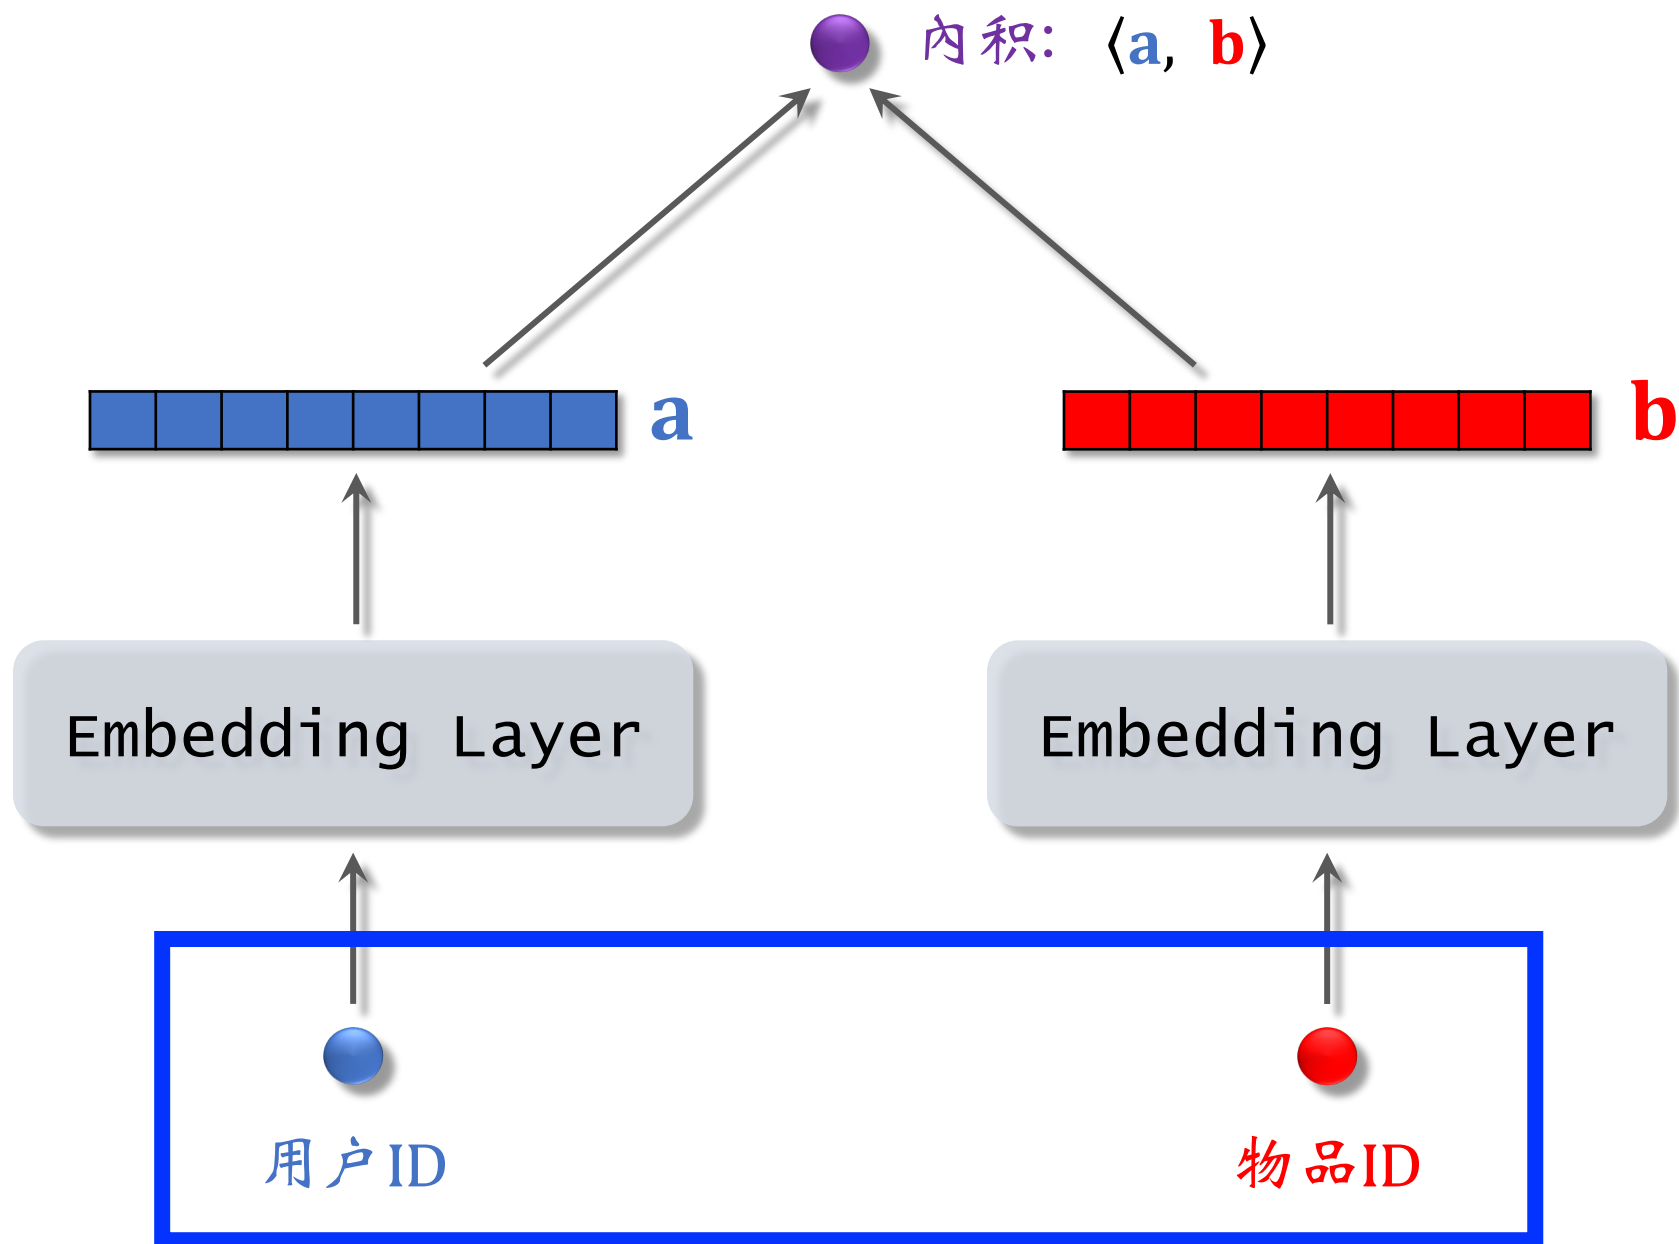 内积: ⟨a, b⟩
a
b
Embedding Layer
Embedding Layer
用户ID
物品ID